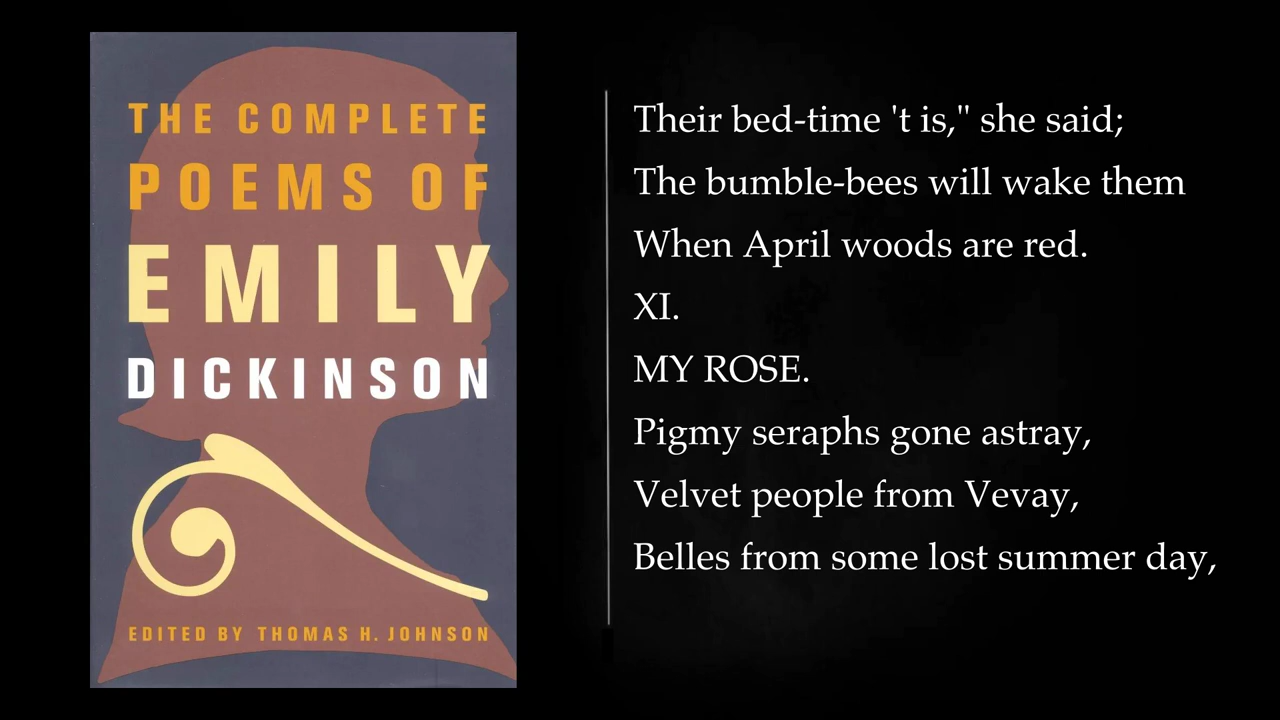 THE COMPLETE
POEMS OF
EMILY
DICKINSON
EDITED BY THOMAS H. JOHNSON
Their bed-time 't is," she said;
The bumble-bees will wake them
When April woods are red.
XI.
MY ROSE.
Pigmy seraphs gone astray,
Velvet people from Vevay,
Belles from some lost summer day,